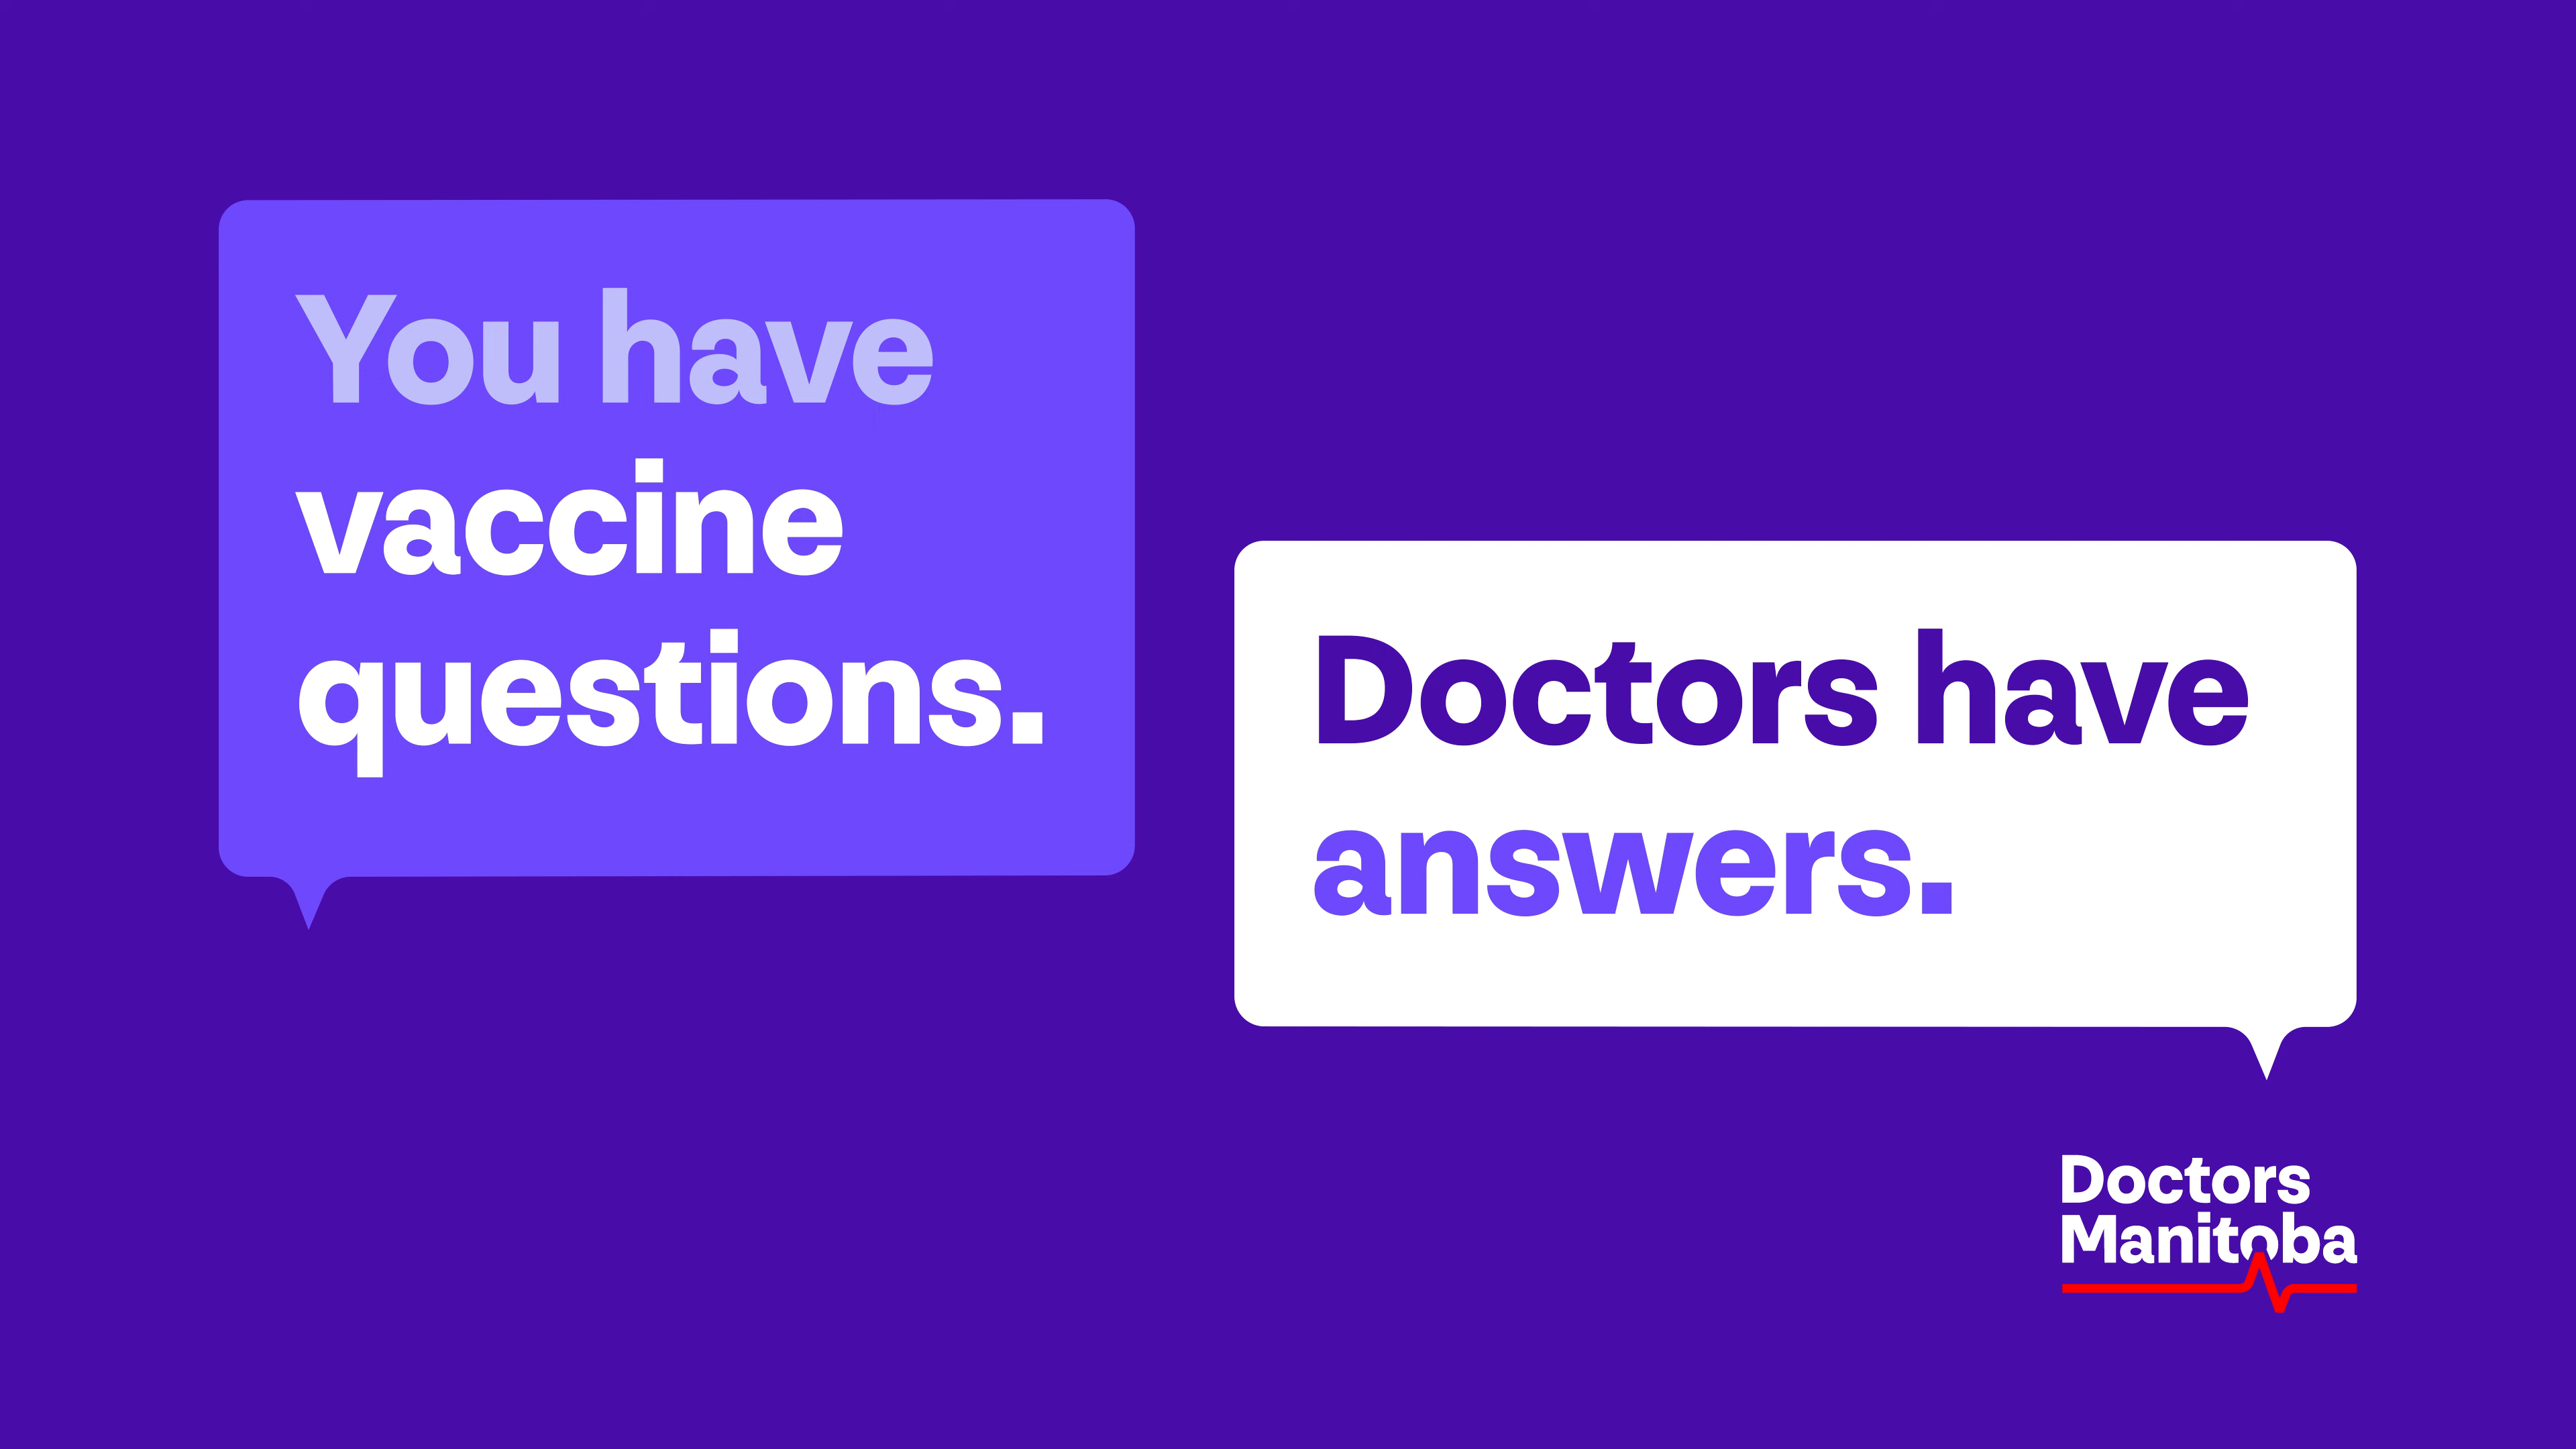 You have
vaccine
questions.
Doctors have
answers.
Doctors
Manitoba